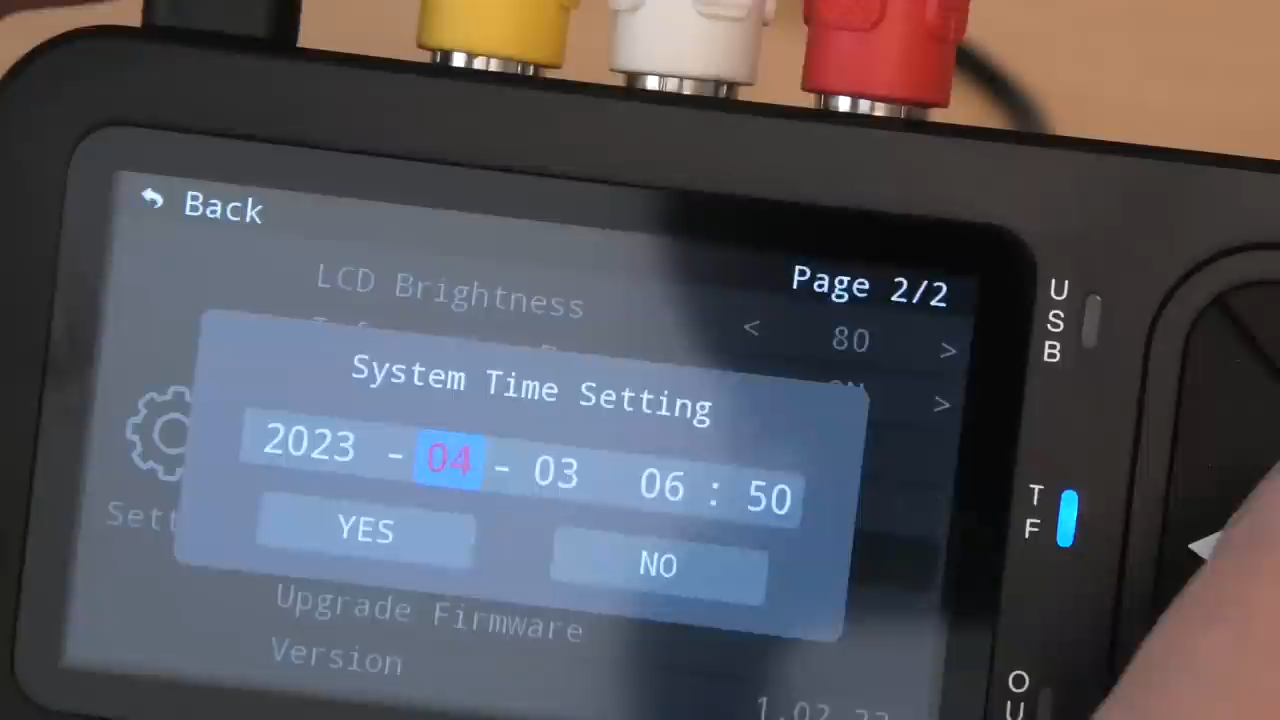 Back
Page 2/2
LCD Brightness
< 80 >
>
System Time Setting
2023 - 04 - 03 06 : 50
YES
NO
Upgrade Firmware
Version
USB
TF